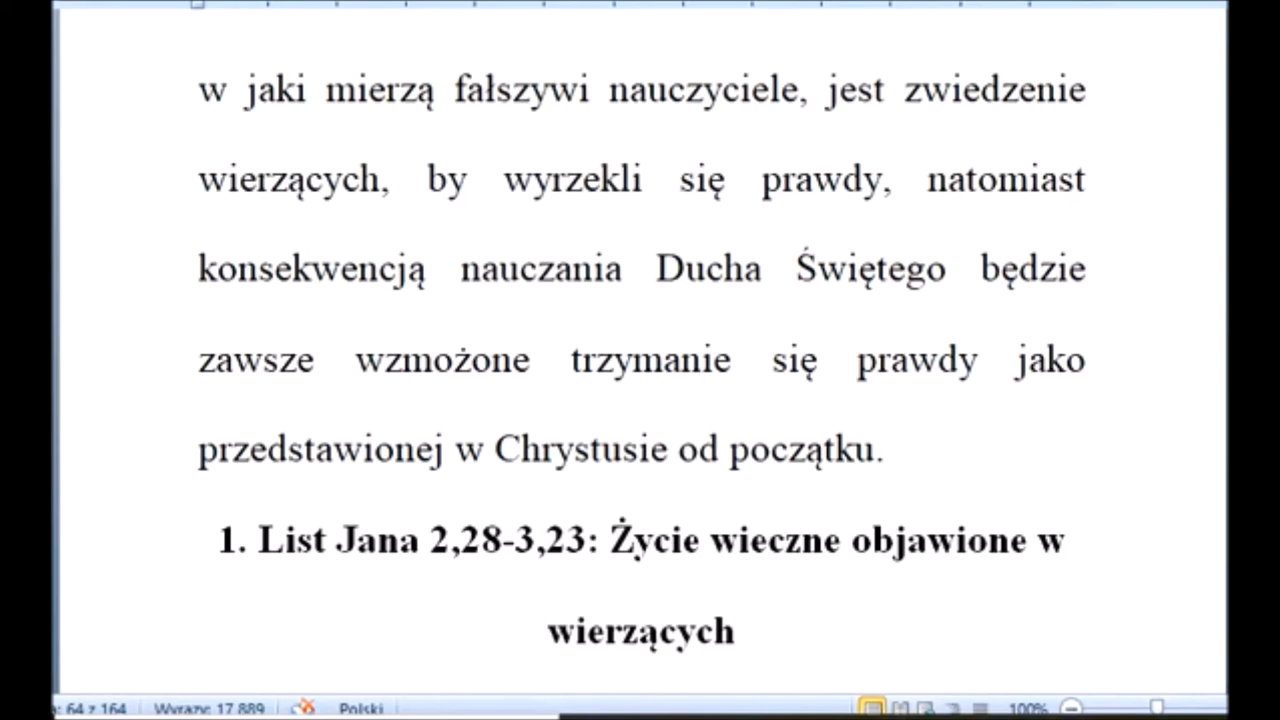 w jaki mierzą fałszywi nauczyciele, jest zwiedzenie
wierzących, by wyrzekli się prawdy, natomiast
konsekwencją nauczania Ducha Świętego będzie
zawsze wzmożone trzymanie się prawdy jako
przedstawionej w Chrystusie od początku.
1. List Jana 2,28-3,23: Życie wieczne objawione w
wierzących
: 64 z 164 Wyrazy: 17 889 Polski 100%